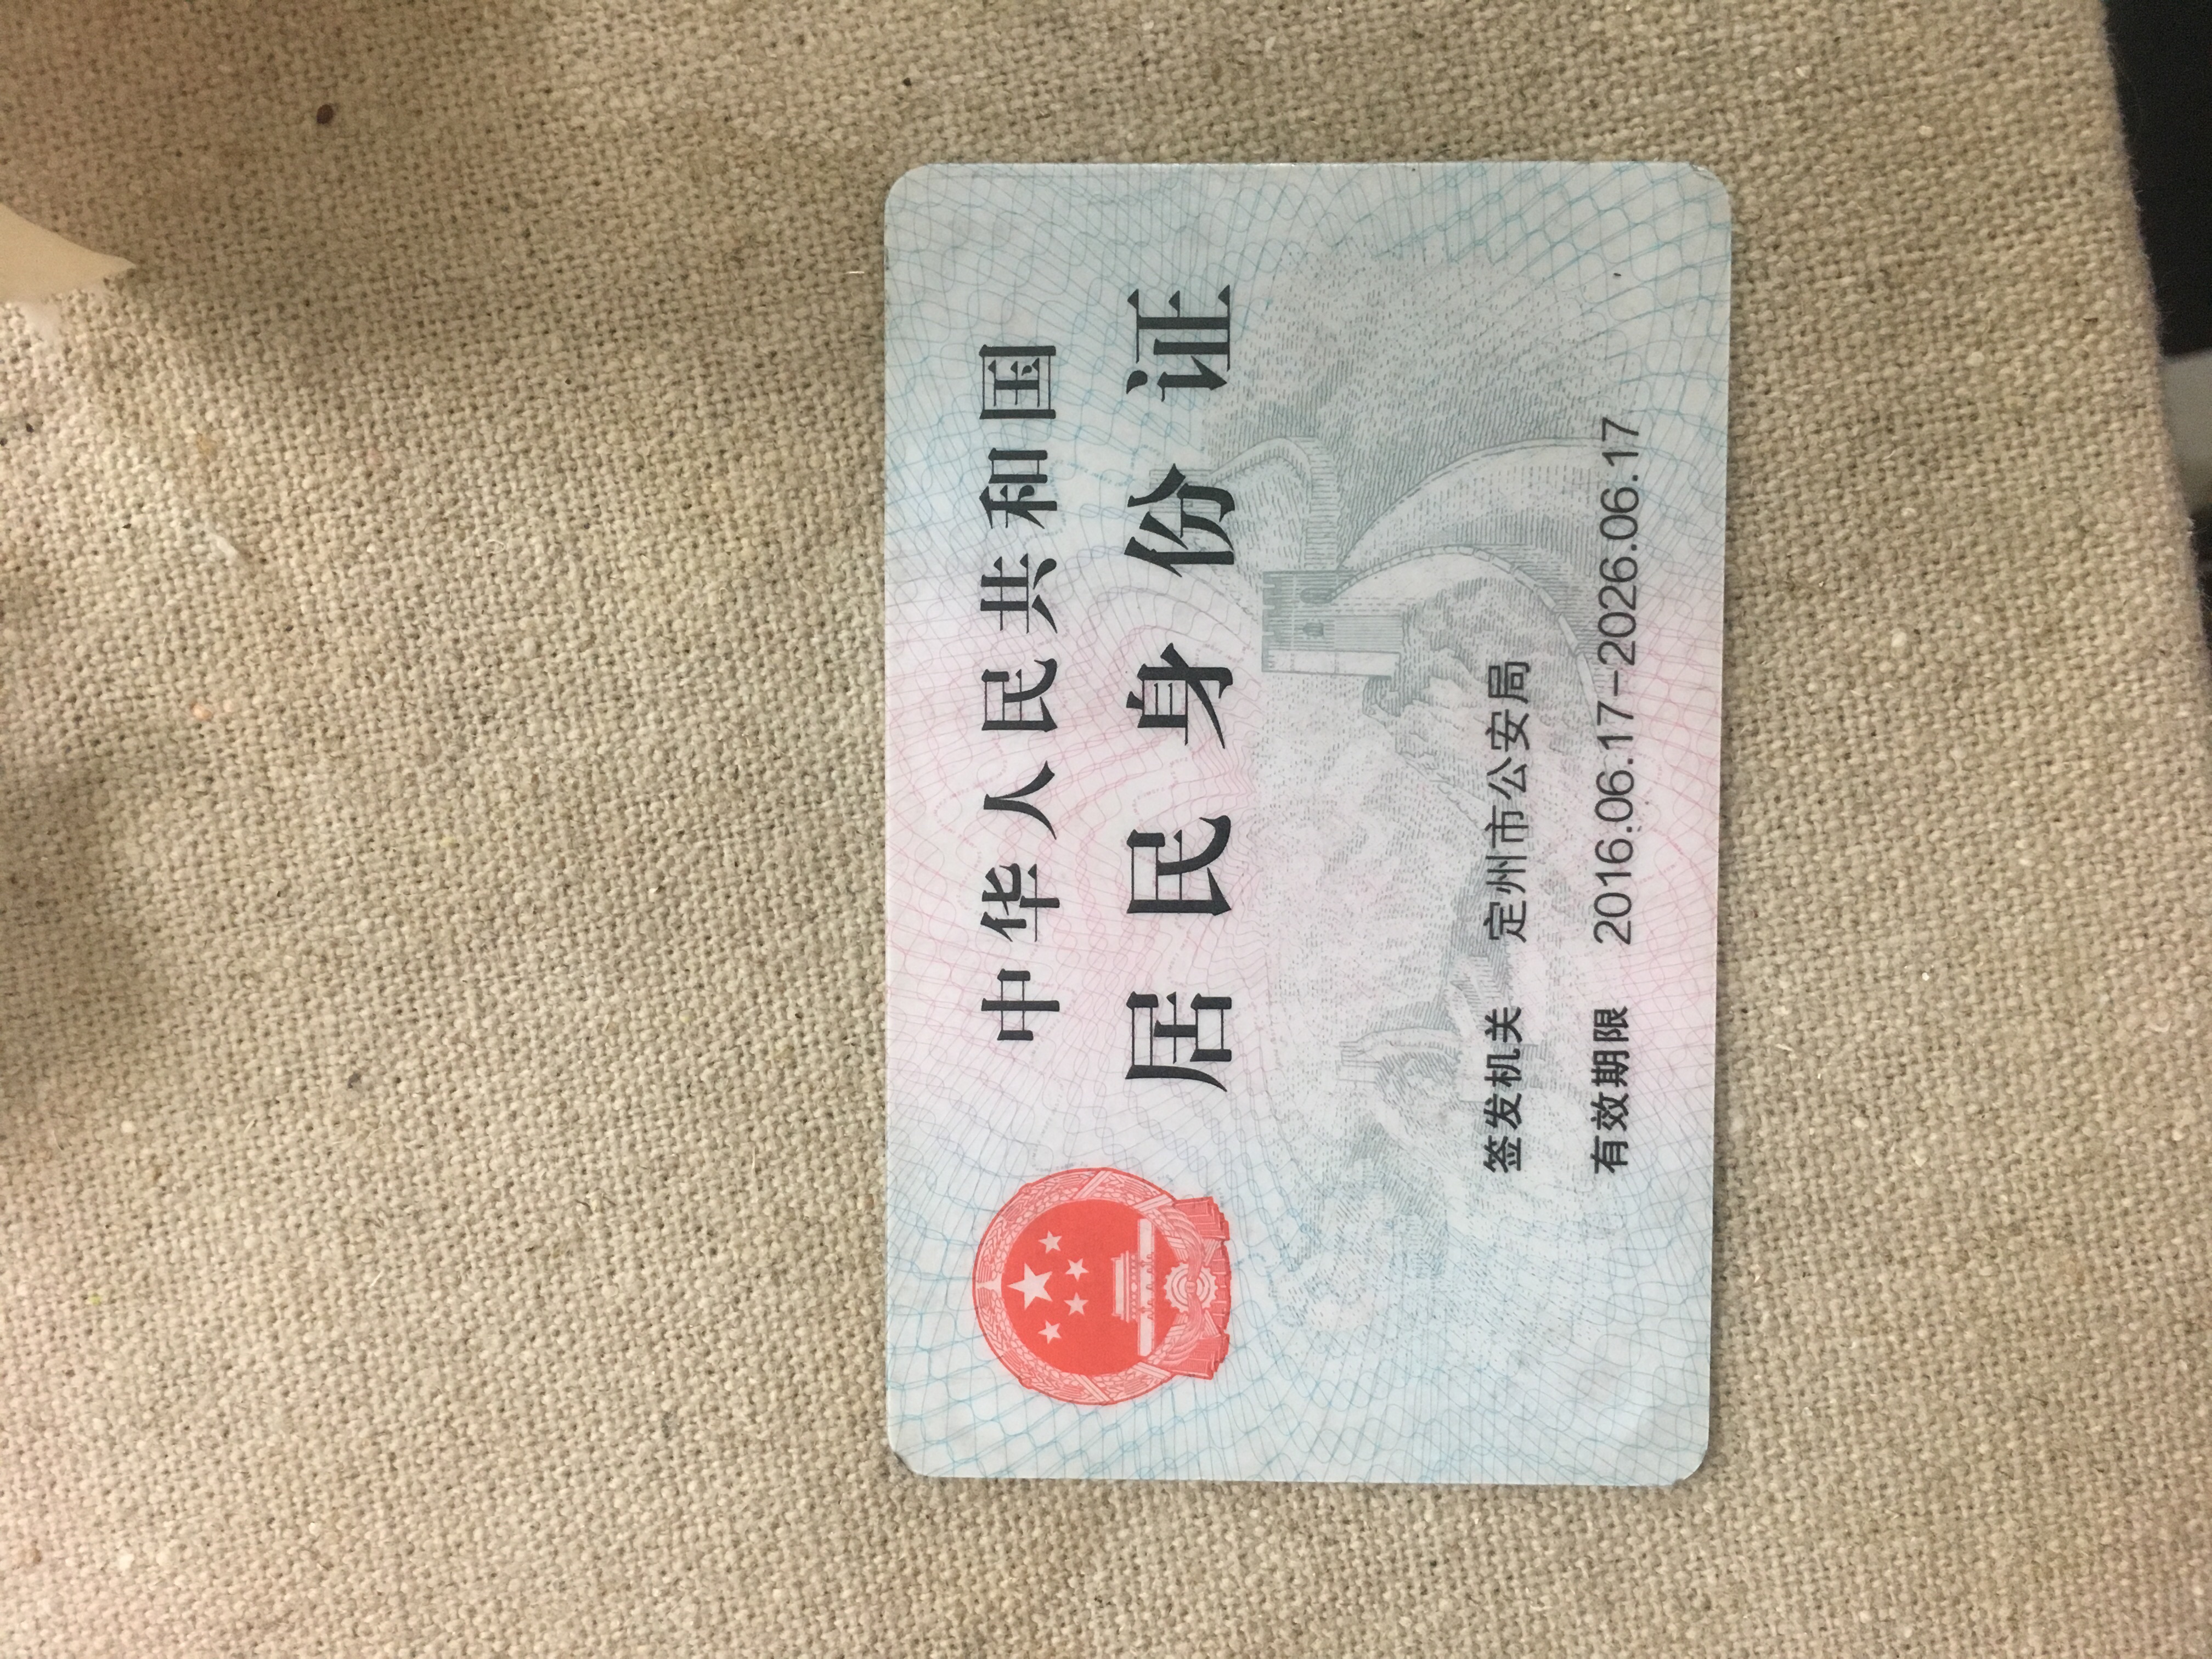 中华人民共和国
居民身份证
签发机关 定州市公安局
有效期限 2016.06.17-2026.06.17